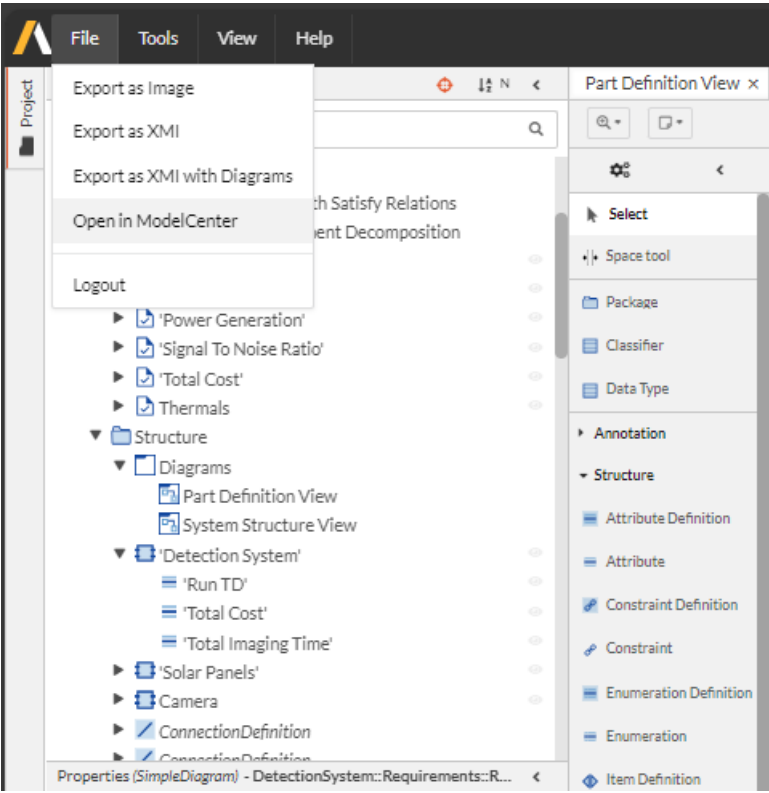 File Tools View Help
Project
Export as Image
Export as XMI
Export as XMI with Diagrams
Open in ModelCenter
Logout
N
Satisfy Relations
Decomposition
'Power Generation'
'Signal To Noise Ratio'
'Total Cost'
Thermals
Structure
Diagrams
Part Definition View
System Structure View
'Detection System'
'Run TD'
'Total Cost'
'Total Imaging Time'
'Solar Panels'
Camera
ConnectionDefinition
ConnectionDefinition
Properties (SimpleDiagram) - DetectionSystem::Requirements::R...
Part Definition View ×
Select
Space tool
Package
Classifier
Data Type
Annotation
Structure
Attribute Definition
Attribute
Constraint Definition
Constraint
Enumeration Definition
Enumeration
Item Definition